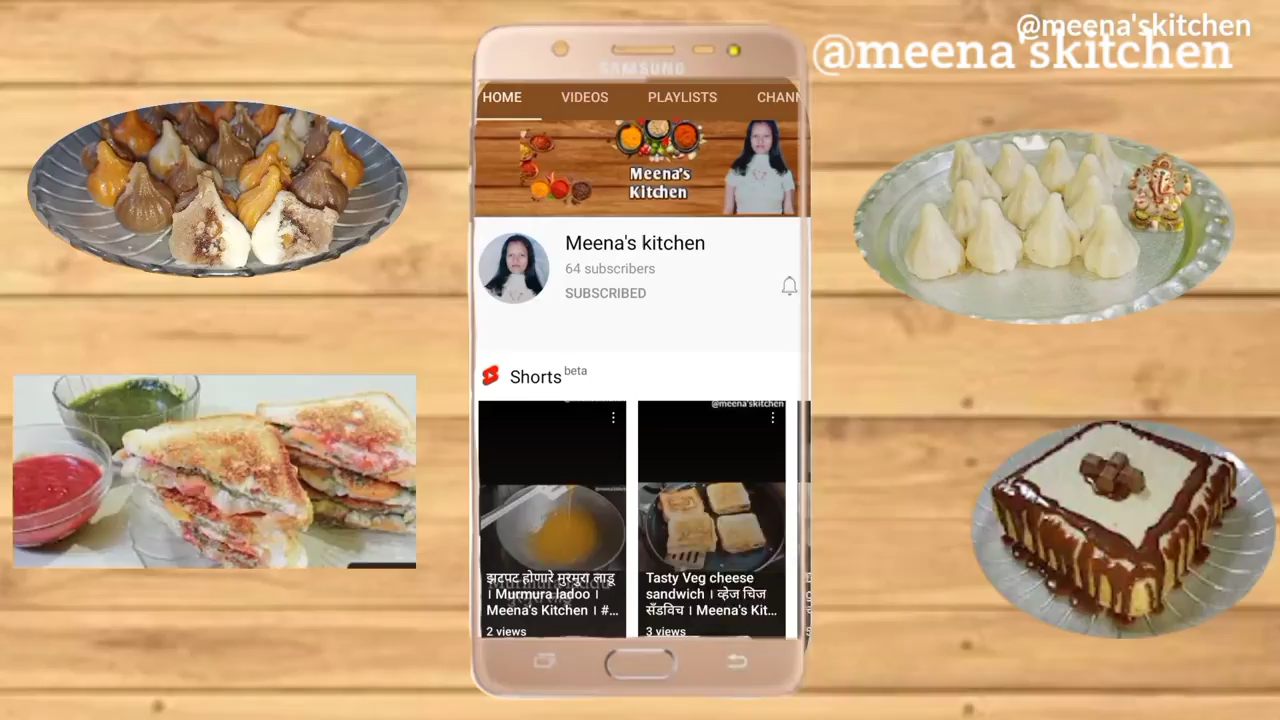 @meena'skitchen
@meena'skitchen
SAMSUNG
HOME VIDEOS PLAYLISTS CHANN
Meena's
Kitchen
Meena's kitchen
64 subscribers
SUBSCRIBED
Shorts beta
@meena'skitchen
झटपट होणारे मुरमुरा लाडू
। Murmura ladoo ।
Meena's Kitchen । #...
2 views
Tasty Veg cheese
sandwich । व्हेज चिज
सँडविच । Meena's Kit...
3 views